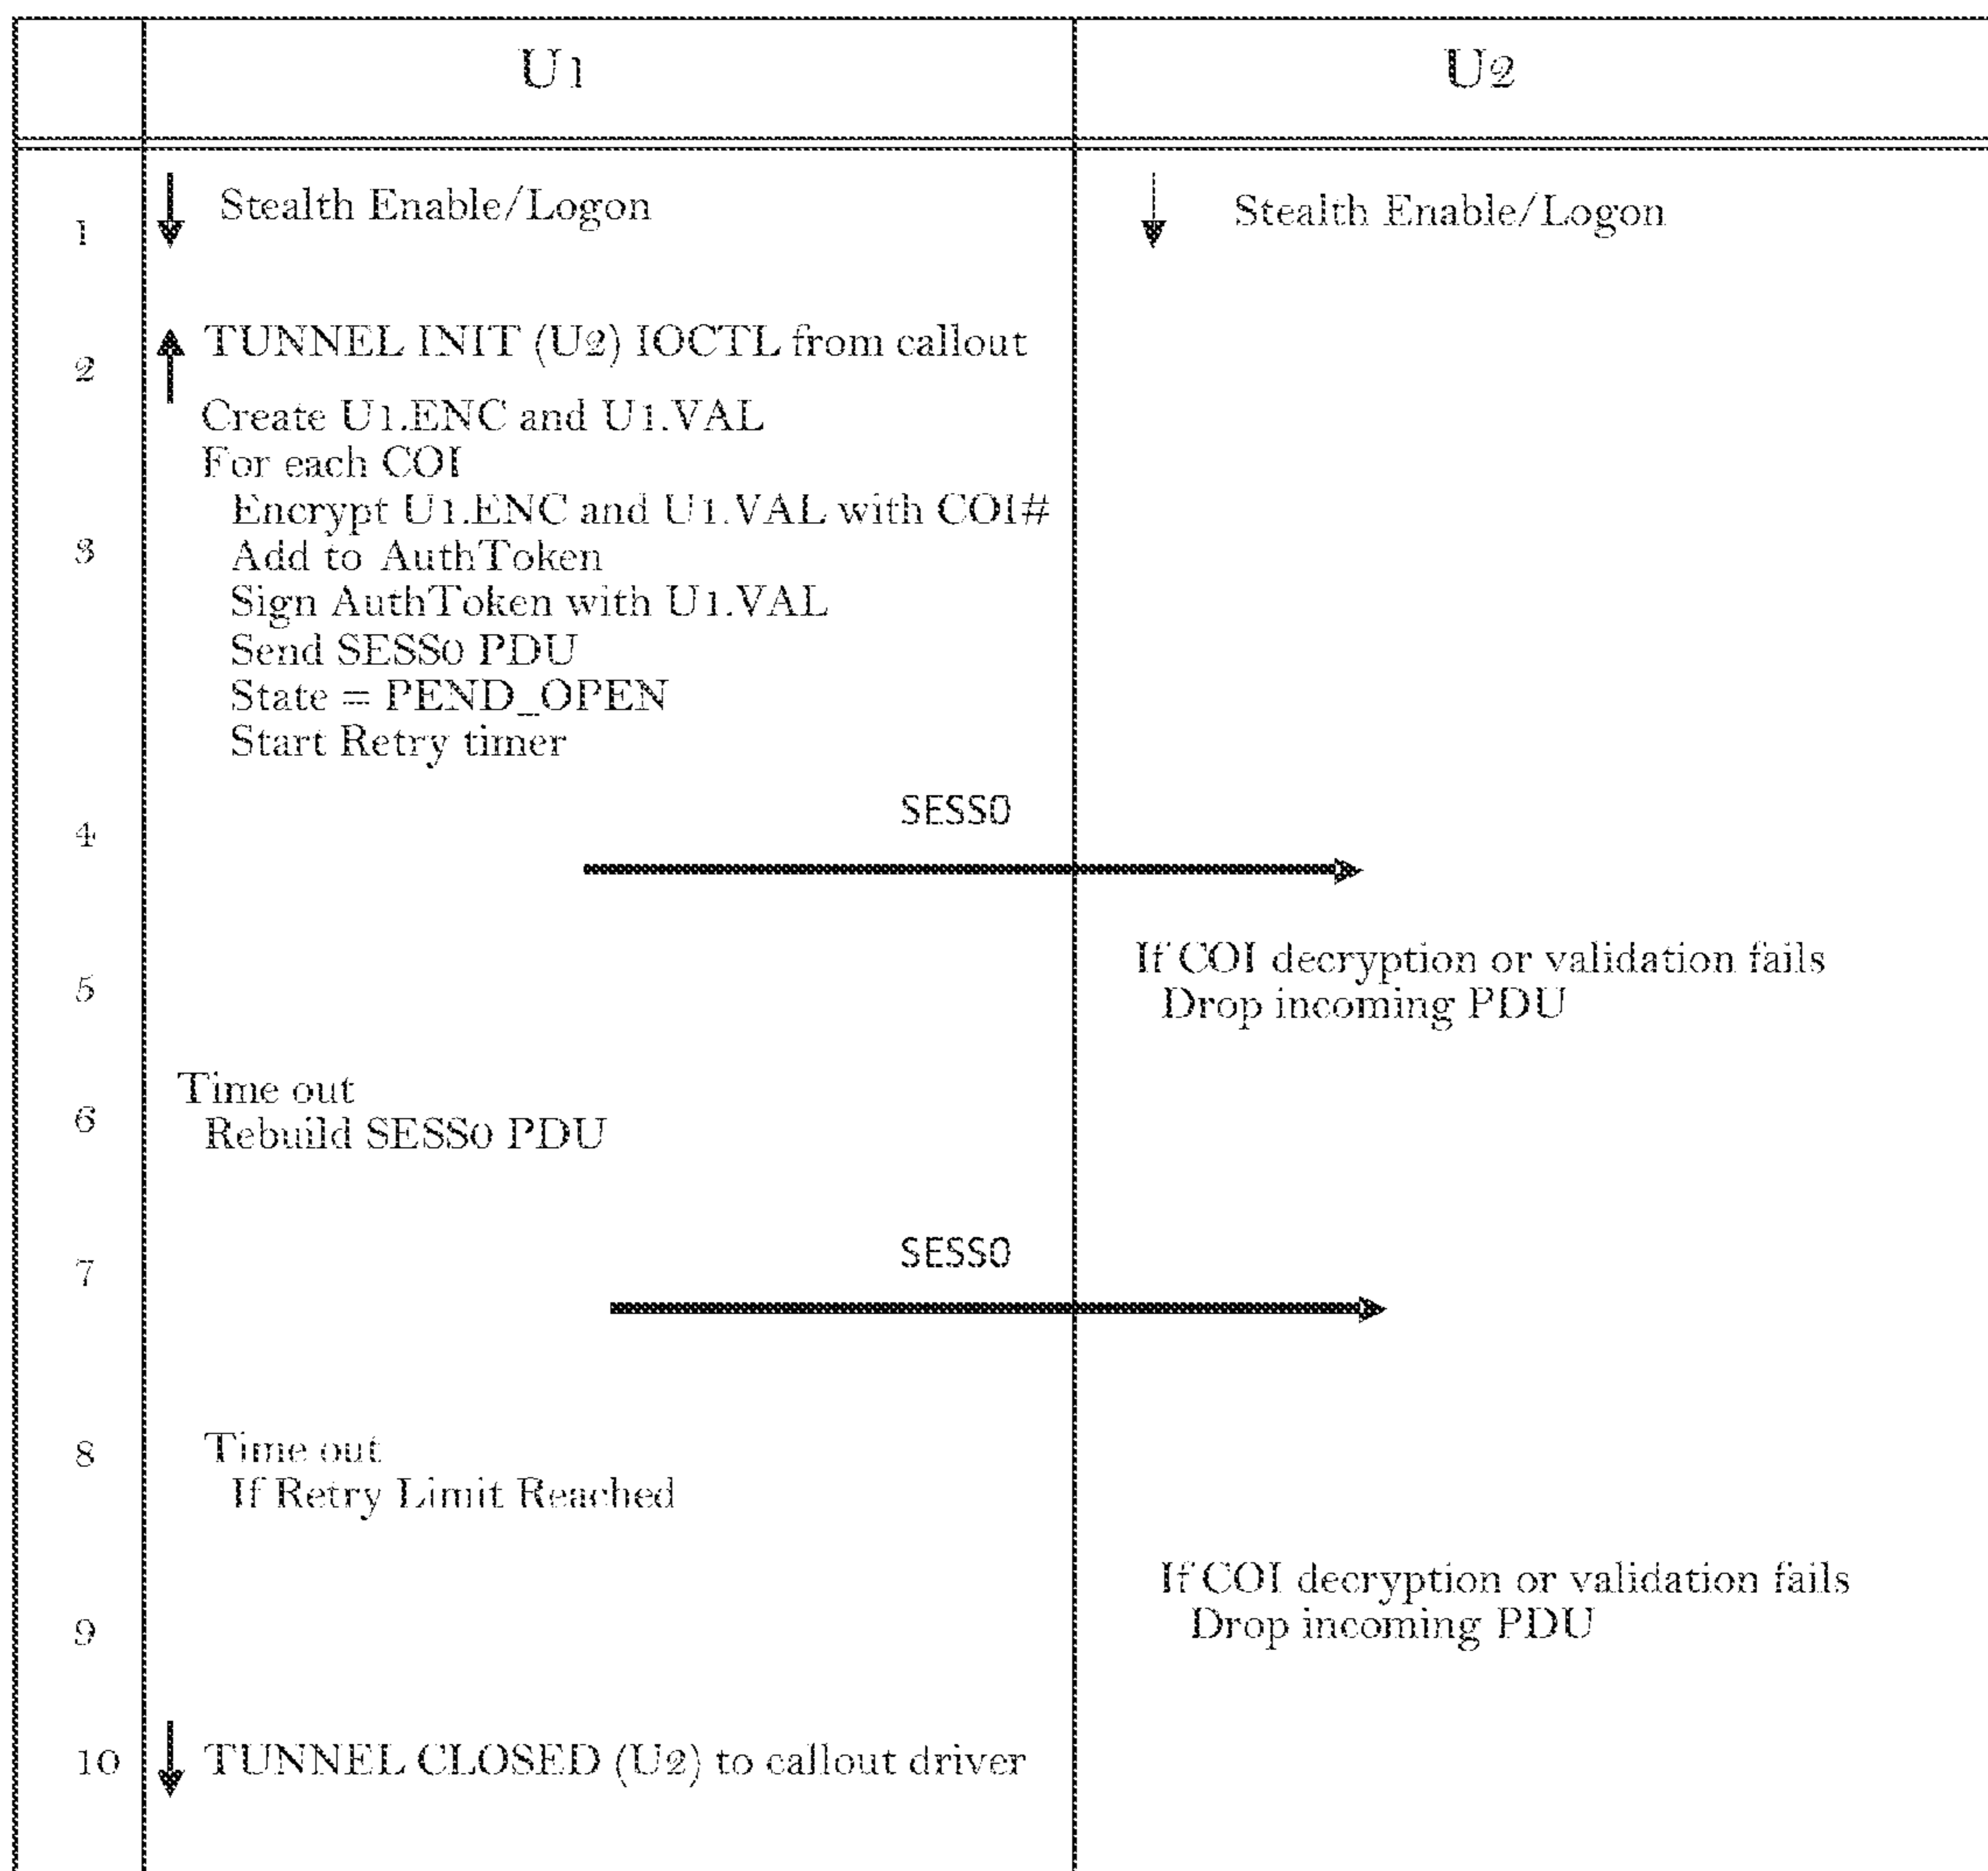 U1
U2
1
Stealth Enable/Logon
Stealth Enable/Logon
2
TUNNEL INIT (U2) IOCTL from callout
Create U1.ENC and U1.VAL
For each COI
Encrypt U1.ENC and U1.VAL with COI#
3
Add to AuthToken
Sign AuthToken with U1.VAL
Send SESS0 PDU
State = PEND_OPEN
Start Retry timer
4
SESS0
5
If COI decryption or validation fails
Drop incoming PDU
6
Time out
Rebuild SESS0 PDU
7
SESS0
8
Time out
If Retry Limit Reached
9
If COI decryption or validation fails
Drop incoming PDU
10
TUNNEL CLOSED (U2) to callout driver